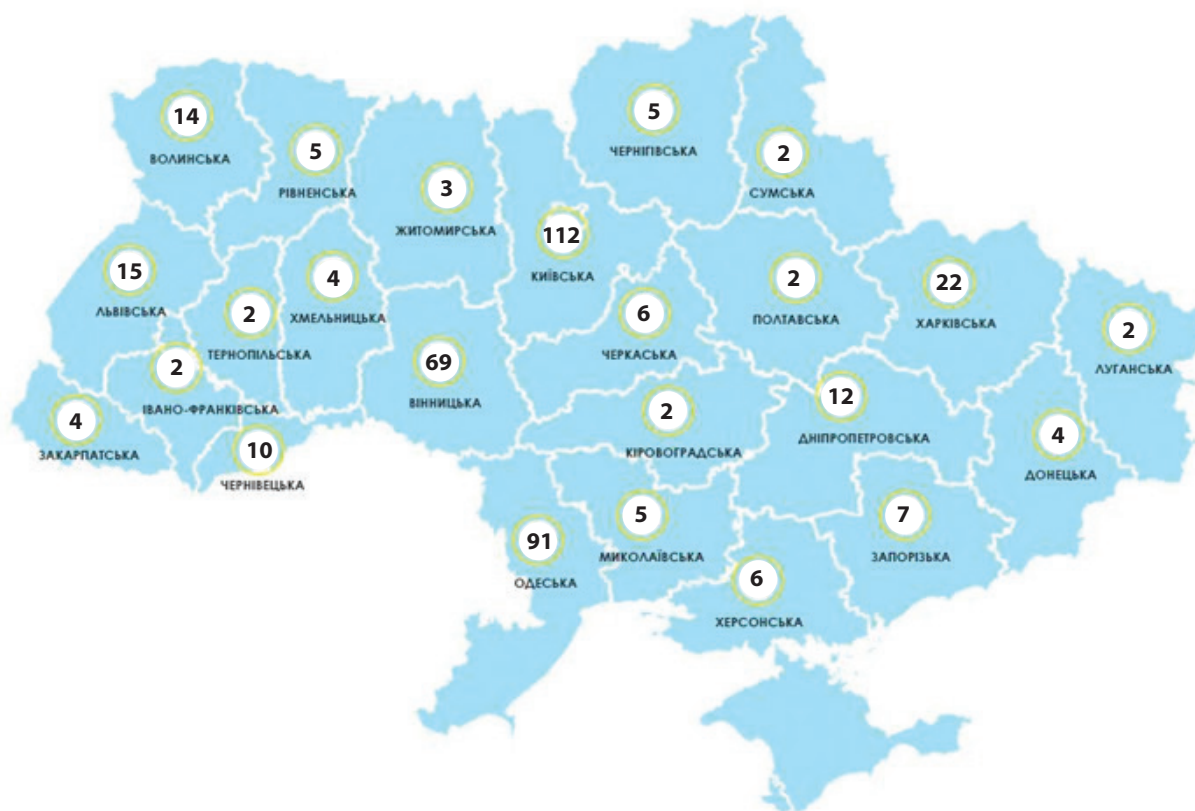 14
ВОЛИНСЬКА
5
РІВНЕНСЬКА
3
ЖИТОМИРСЬКА
112
КИЇВСЬКА
5
ЧЕРНІГІВСЬКА
2
СУМСЬКА
15
ЛЬВІВСЬКА
2
ТЕРНОПІЛЬСЬКА
4
ХМЕЛЬНИЦЬКА
69
ВІННИЦЬКА
6
ЧЕРКАСЬКА
2
ПОЛТАВСЬКА
22
ХАРКІВСЬКА
2
ЛУГАНСЬКА
4
ЗАКАРПАТСЬКА
2
ІВАНО-ФРАНКІВСЬКА
10
ЧЕРНІВЕЦЬКА
2
КІРОВОГРАДСЬКА
12
ДНІПРОПЕТРОВСЬКА
4
ДОНЕЦЬКА
91
ОДЕСЬКА
5
МИКОЛАЇВСЬКА
6
ХЕРСОНСЬКА
7
ЗАПОРІЗЬКА